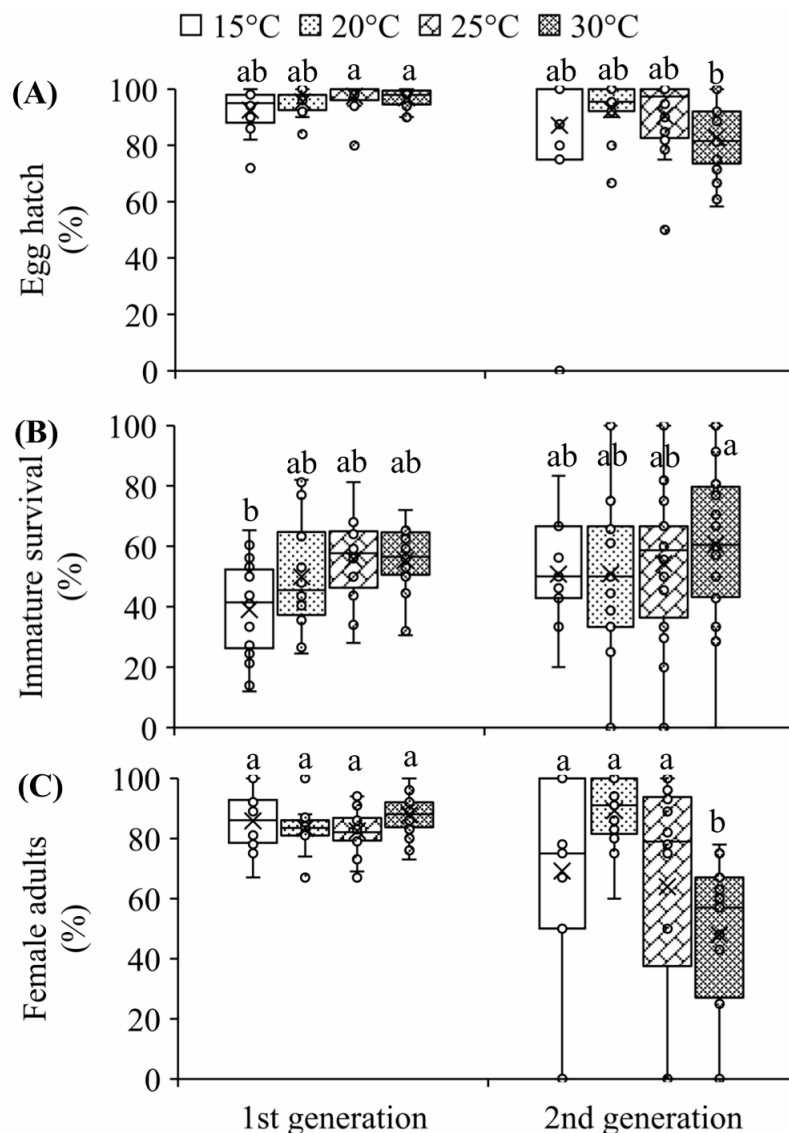 15°C 20°C 25°C 30°C
(A)
ab ab a a ab ab ab b
100
80
60
40
20
0
Egg hatch
(%)
(B)
b ab ab ab ab ab ab a
100
80
60
40
20
0
Immature survival
(%)
(C)
a a a a a a a b
100
80
60
40
20
0
Female adults
(%)
1st generation 2nd generation